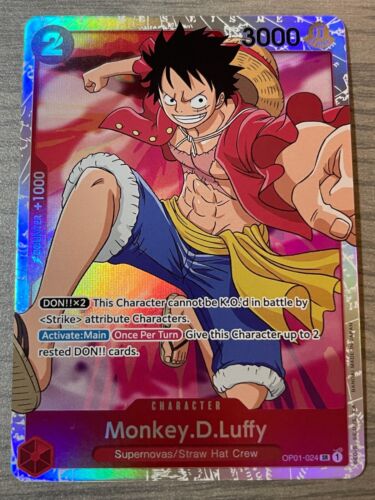 2
3000
COUNTER +1000
DON!!×2 This Character cannot be K.O.'d in battle by
<Strike> attribute Characters.
Activate:Main Once Per Turn Give this Character up to 2
rested DON!! cards.
CHARACTER
Monkey.D.Luffy
Supernovas/Straw Hat Crew
OP01-024 SR 1